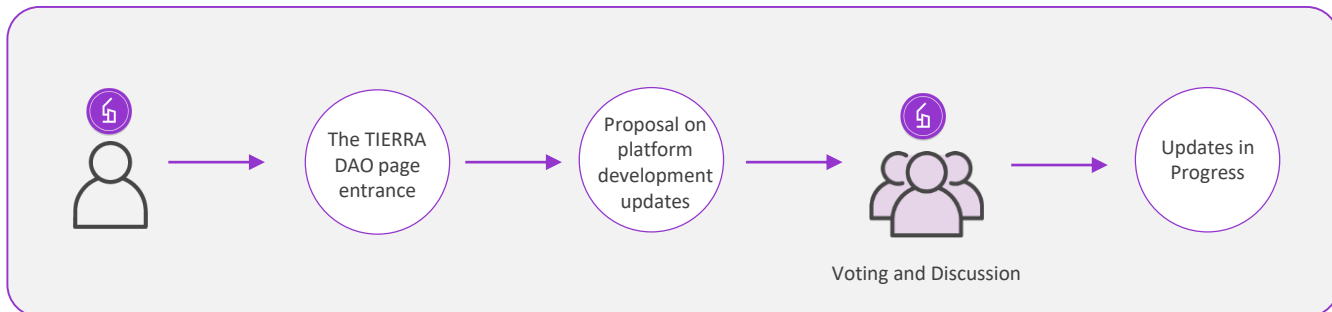 The TIERRA
DAO page
entrance
Proposal on
platform
development
updates
Voting and Discussion
Updates in
Progress